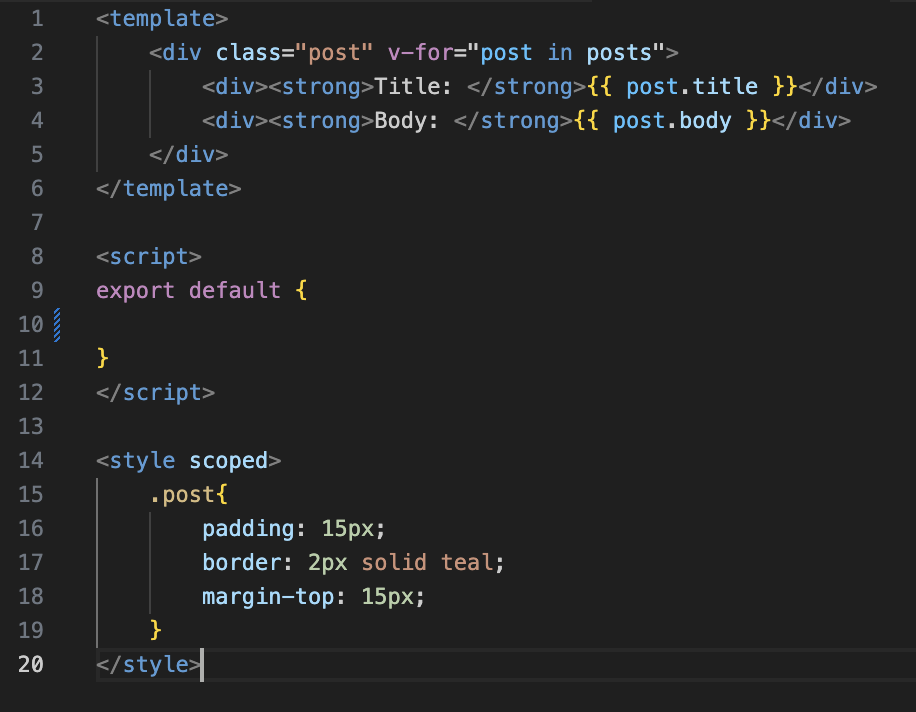 1 <template>
2 <div class="post" v-for="post in posts">
3 <div><strong>Title: </strong>{{ post.title }}</div>
4 <div><strong>Body: </strong>{{ post.body }}</div>
5 </div>
6 </template>
7
8 <script>
9 export default {
10
11 }
12 </script>
13
14 <style scoped>
15 .post{
16 padding: 15px;
17 border: 2px solid teal;
18 margin-top: 15px;
19 }
20 </style>